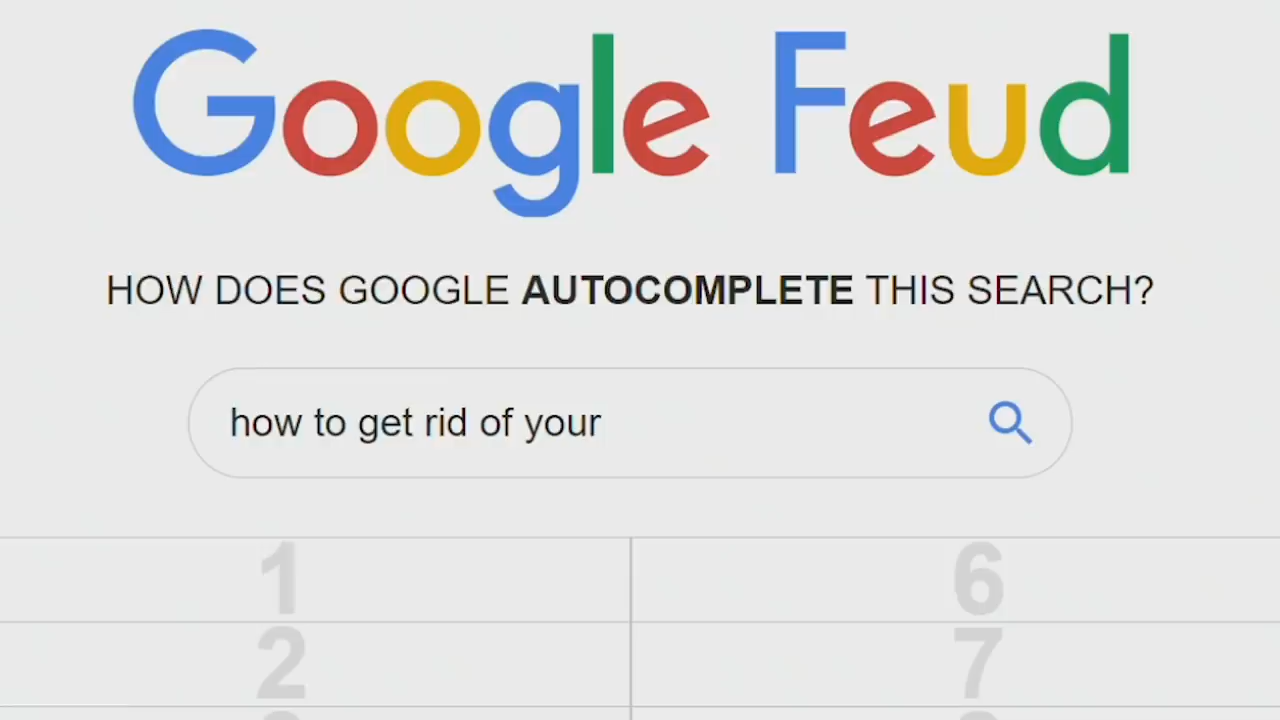 Google Feud
HOW DOES GOOGLE AUTOCOMPLETE THIS SEARCH?
how to get rid of your
1 6
2 7